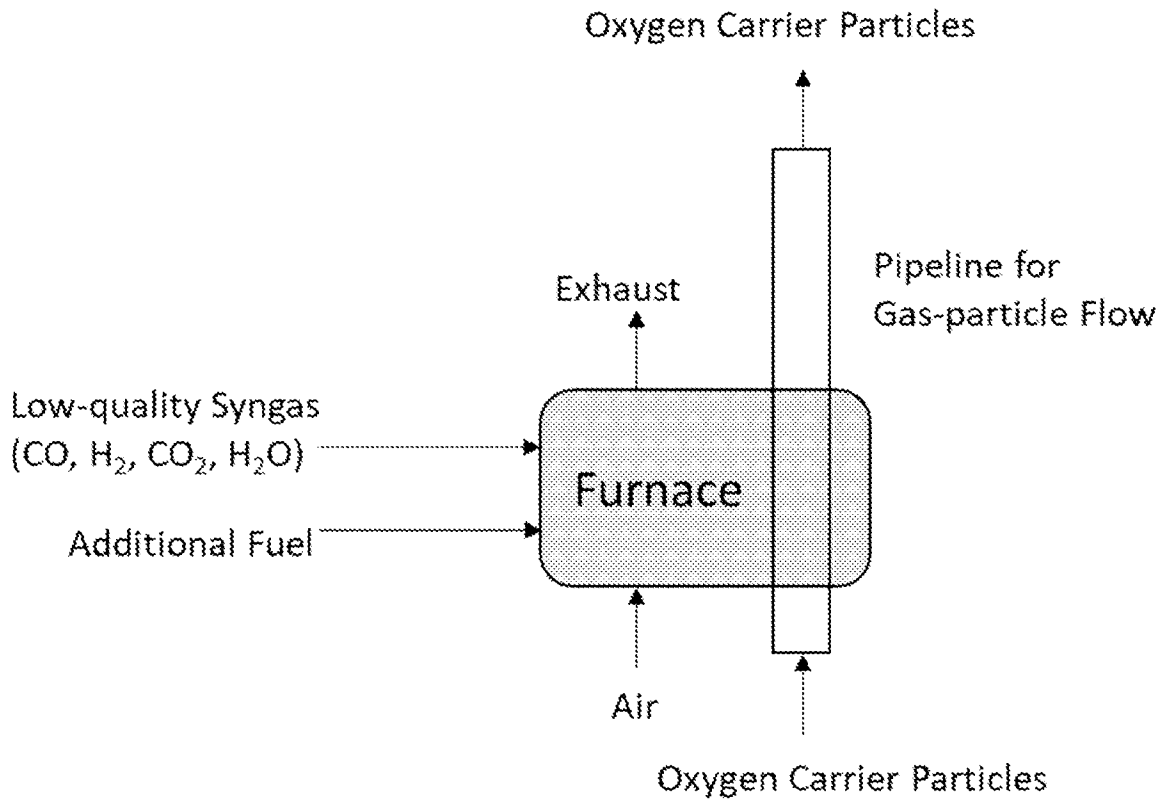 Oxygen Carrier Particles
Pipeline for
Gas-particle Flow
Exhaust
Low-quality Syngas
(CO, H₂, CO₂, H₂O)
Furnace
Additional Fuel
Air
Oxygen Carrier Particles